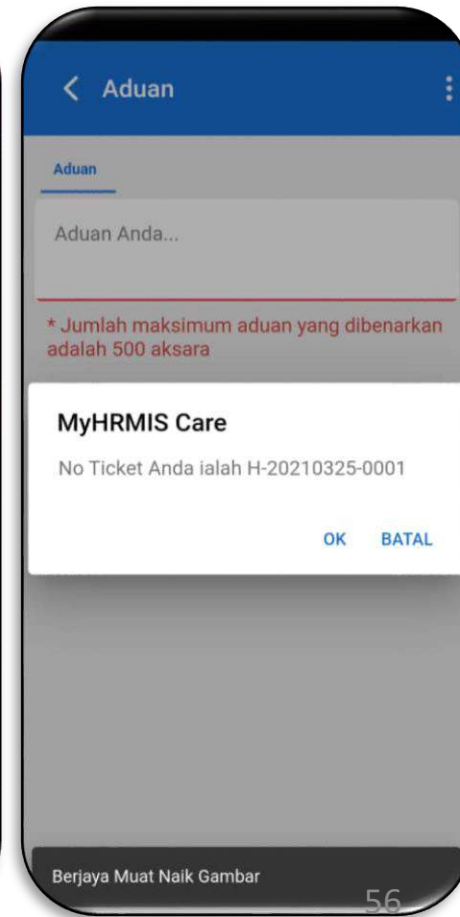 Aduan
Aduan
Aduan Anda...
* Jumlah maksimum aduan yang dibenarkan
adalah 500 aksara
MyHRMIS Care
No Ticket Anda ialah H-20210325-0001
OK BATAL
Berjaya Muat Naik Gambar
56